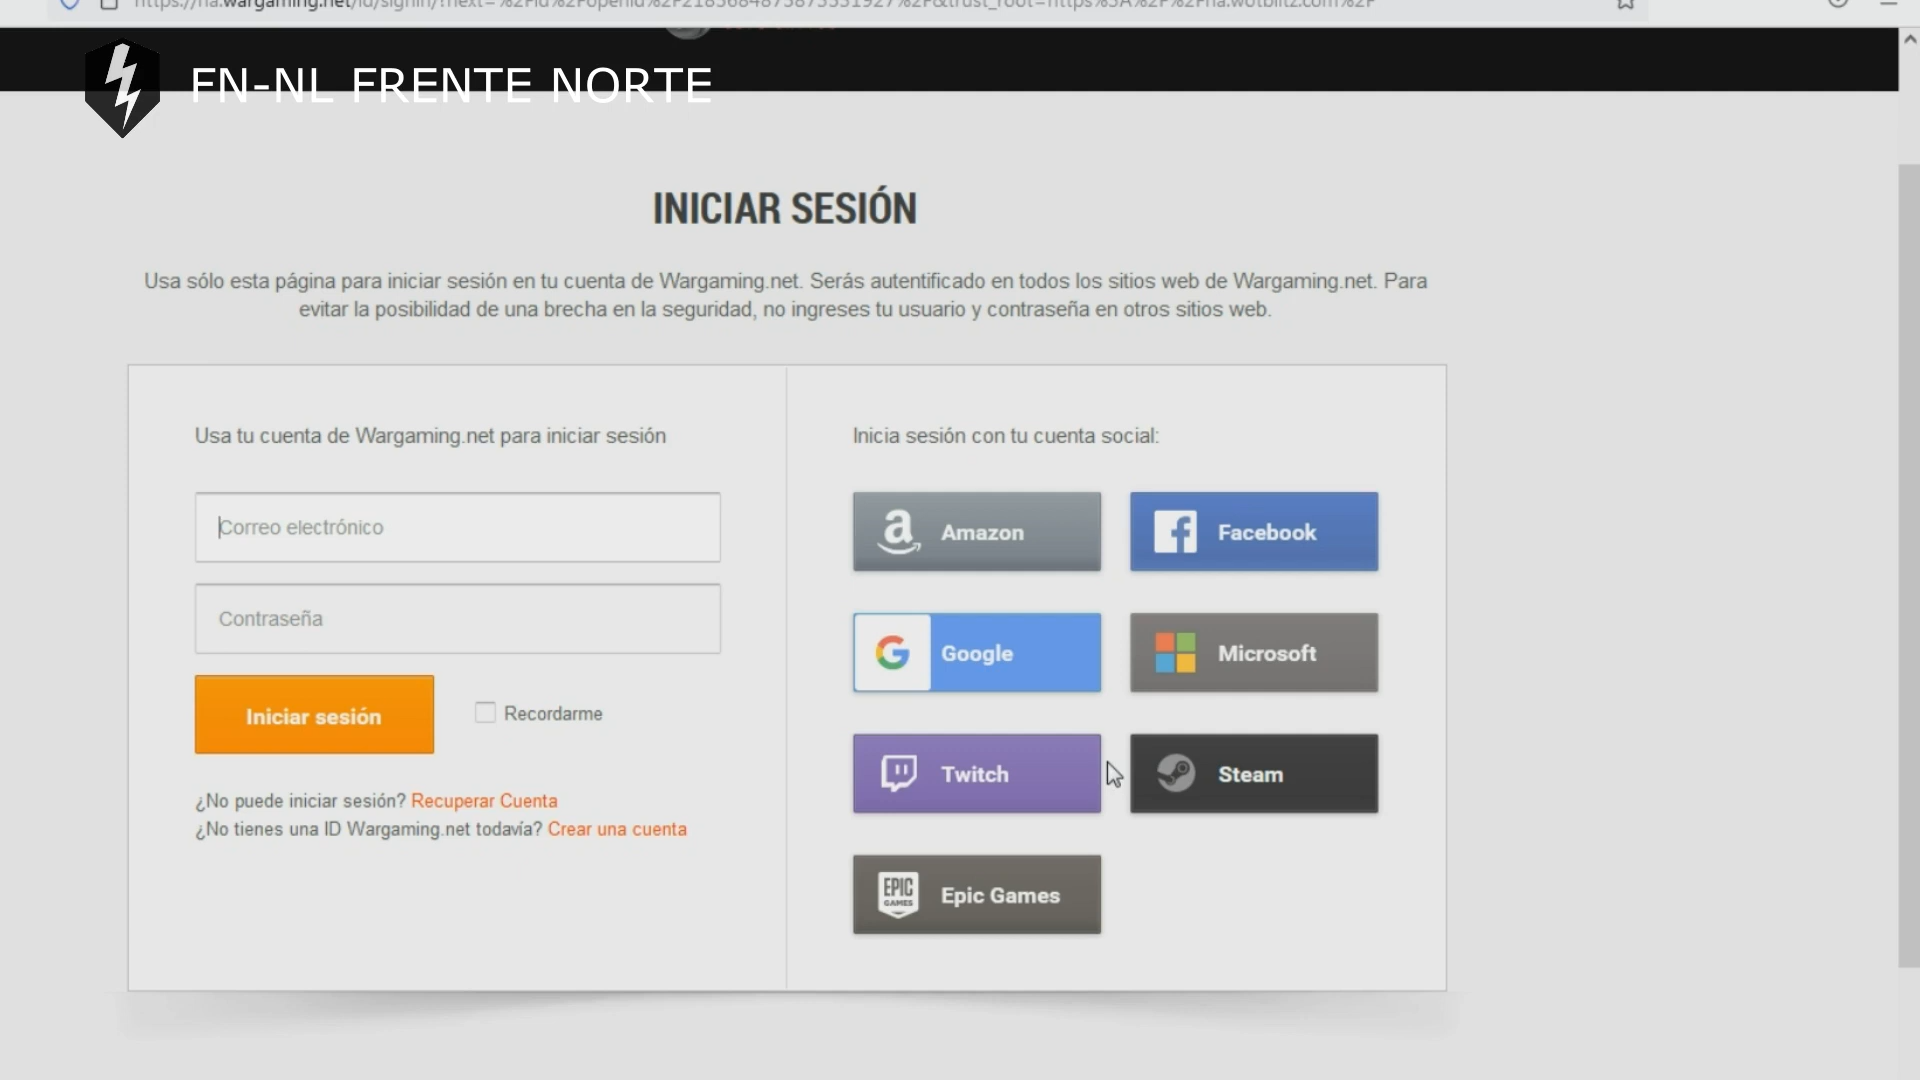 FN-NL FRENTE NORTE
INICIAR SESIÓN
Usa sólo esta página para iniciar sesión en tu cuenta de Wargaming.net. Serás autentificado en todos los sitios web de Wargaming.net. Para
evitar la posibilidad de una brecha en la seguridad, no ingreses tu usuario y contraseña en otros sitios web.
Usa tu cuenta de Wargaming.net para iniciar sesión
Correo electrónico
Contraseña
Iniciar sesión
Recordarme
¿No puede iniciar sesión? Recuperar Cuenta
¿No tienes una ID Wargaming.net todavía? Crear una cuenta
Inicia sesión con tu cuenta social:
Amazon
Facebook
Google
Microsoft
Twitch
Steam
EPIC
GAMES
Epic Games